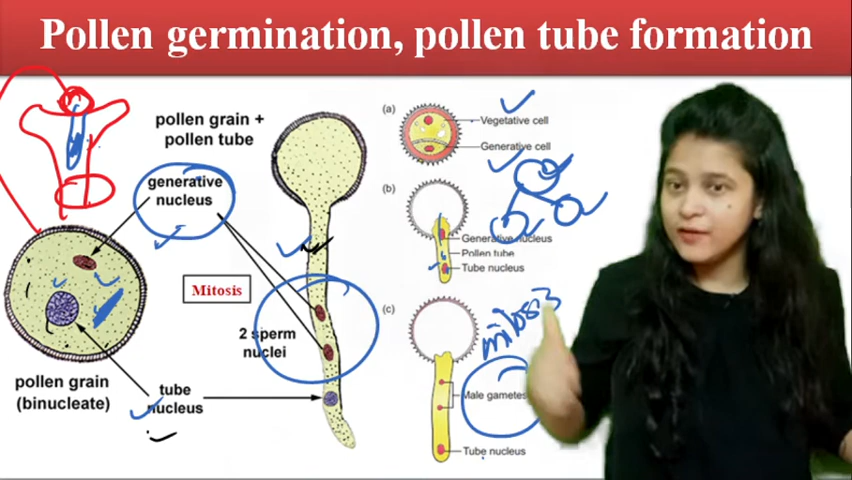 Pollen germination, pollen tube formation
pollen grain +
pollen tube
generative
nucleus
Mitosis
2 sperm
nuclei
pollen grain
(binucleate)
tube
nucleus
(a)
Vegetative cell
Generative cell
(b)
Generative nucleus
Pollen tube
Tube nucleus
(c)
mitosis
Male gametes
Tube nucleus